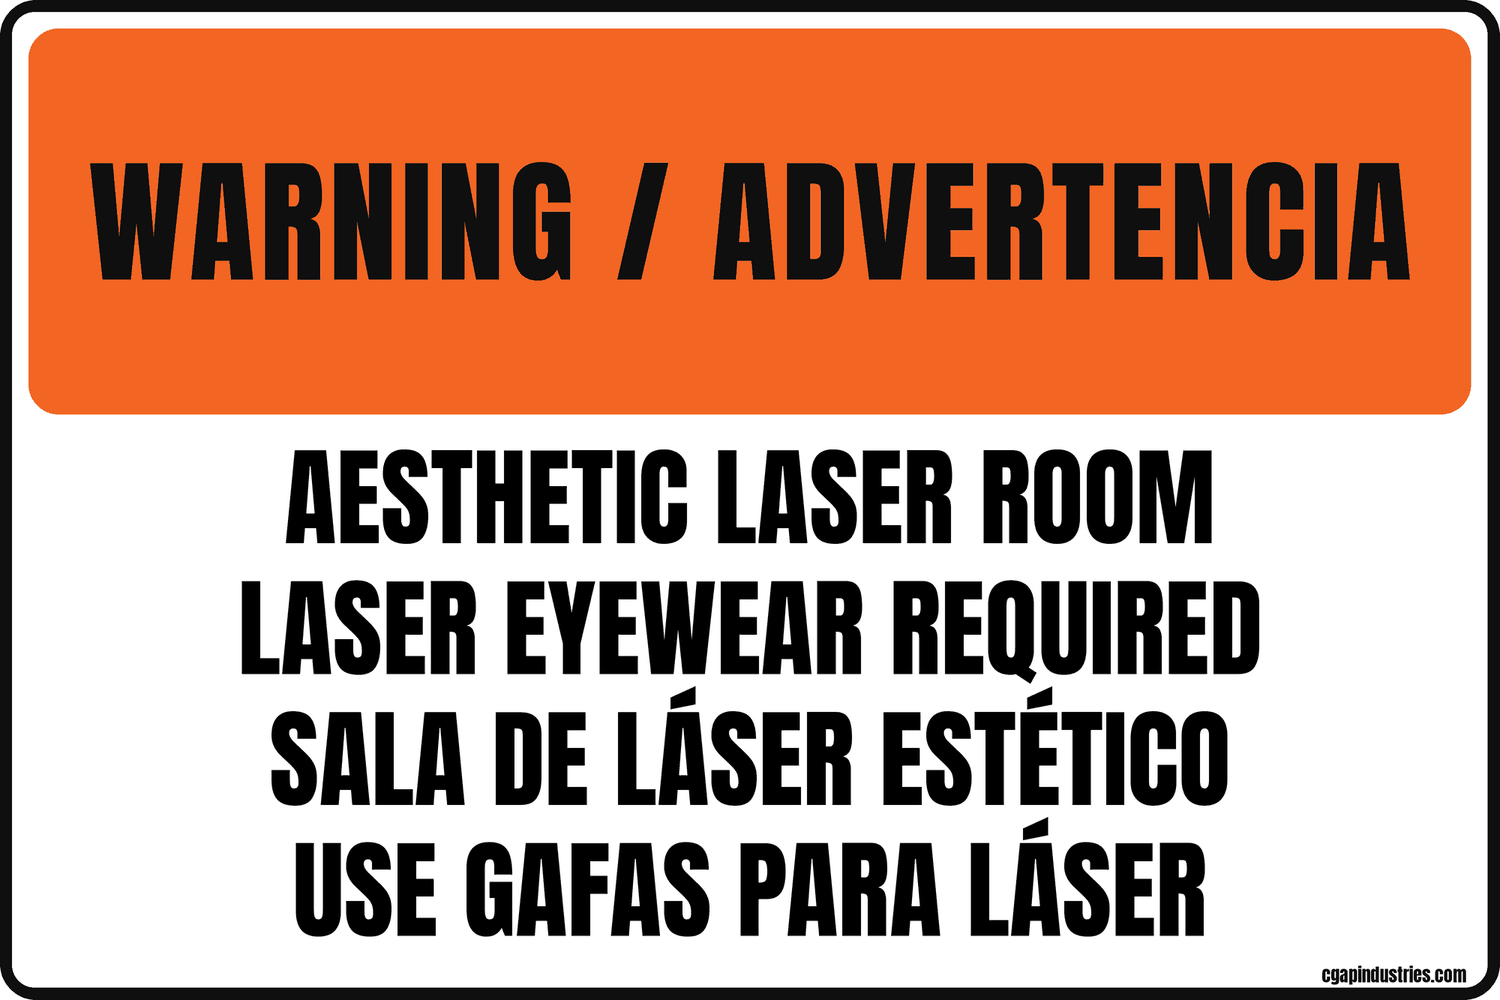 WARNING / ADVERTENCIA
AESTHETIC LASER ROOM
LASER EYEWEAR REQUIRED
SALA DE LÁSER ESTÉTICO
USE GAFAS PARA LÁSER
cgapindustries.com